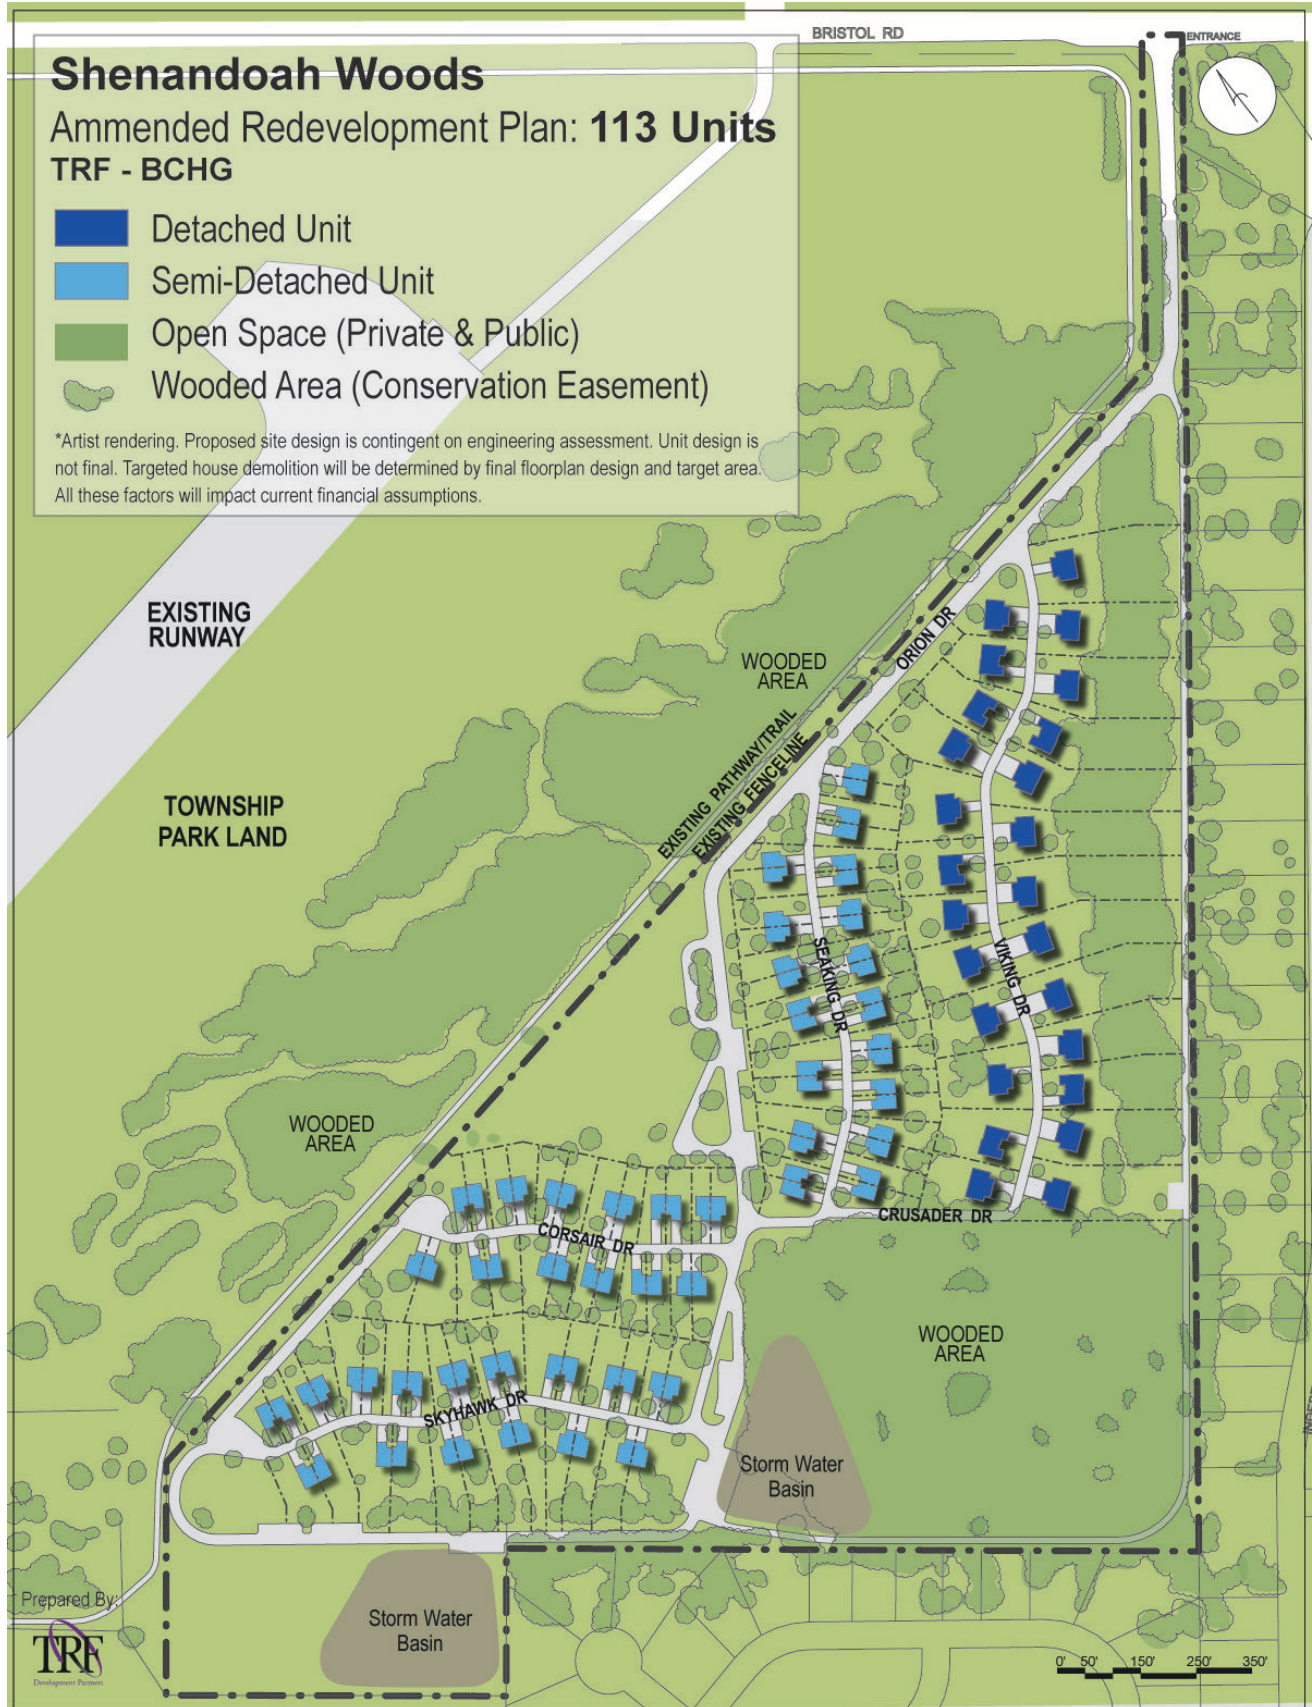 BRISTOL RD
ENTRANCE
Shenandoah Woods
Ammended Redevelopment Plan: 113 Units
TRF - BCHG
Detached Unit
Semi-Detached Unit
Open Space (Private & Public)
Wooded Area (Conservation Easement)
*Artist rendering. Proposed site design is contingent on engineering assessment. Unit design is
not final. Targeted house demolition will be determined by final floorplan design and target area.
All these factors will impact current financial assumptions.
EXISTING
RUNWAY
ORION DR
WOODED
AREA
EXISTING PATHWAY/TRAIL
EXISTING FENCELINE
TOWNSHIP
PARK LAND
SEAKING DR
VIKING DR
WOODED
AREA
CRUSADER DR
CORSAIR DR
WOODED
AREA
SKYHAWK DR
Storm Water
Basin
Storm Water
Basin
Prepared By:
TRF
Development Partners
0' 50' 150' 250' 350'